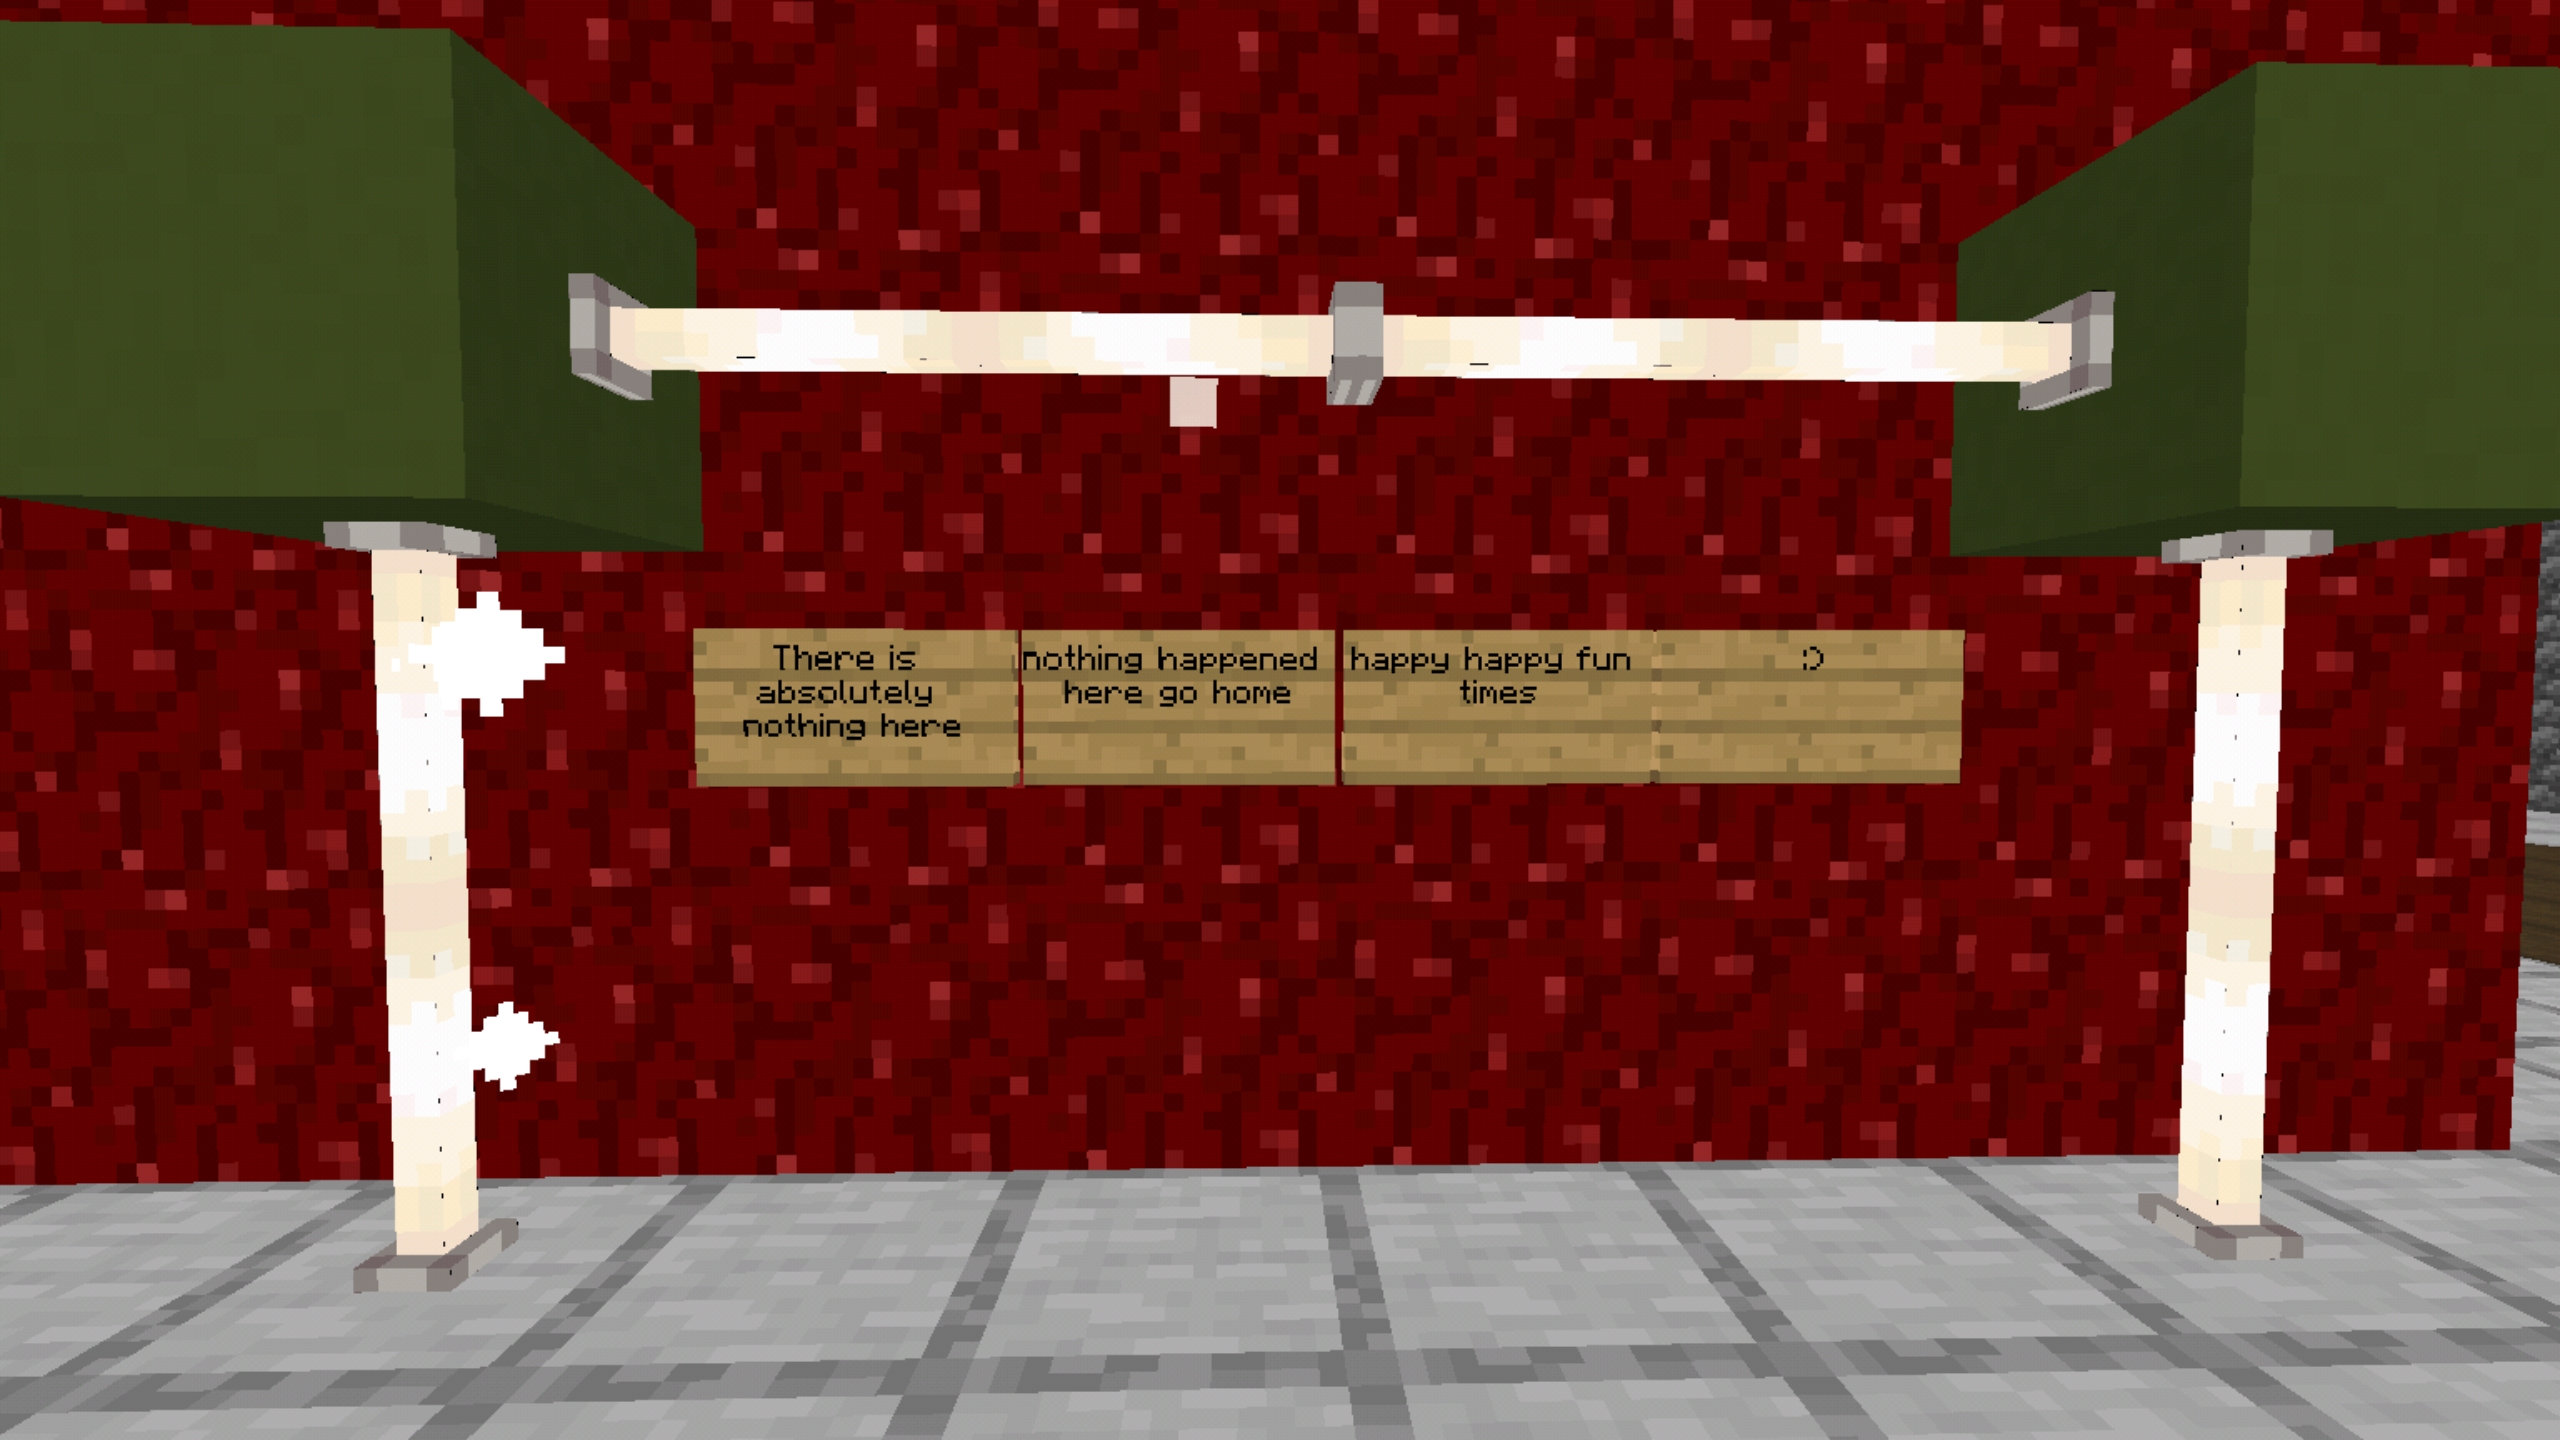 There is
absolutely
nothing here
nothing happened
here go home
happy happy fun
times
:D